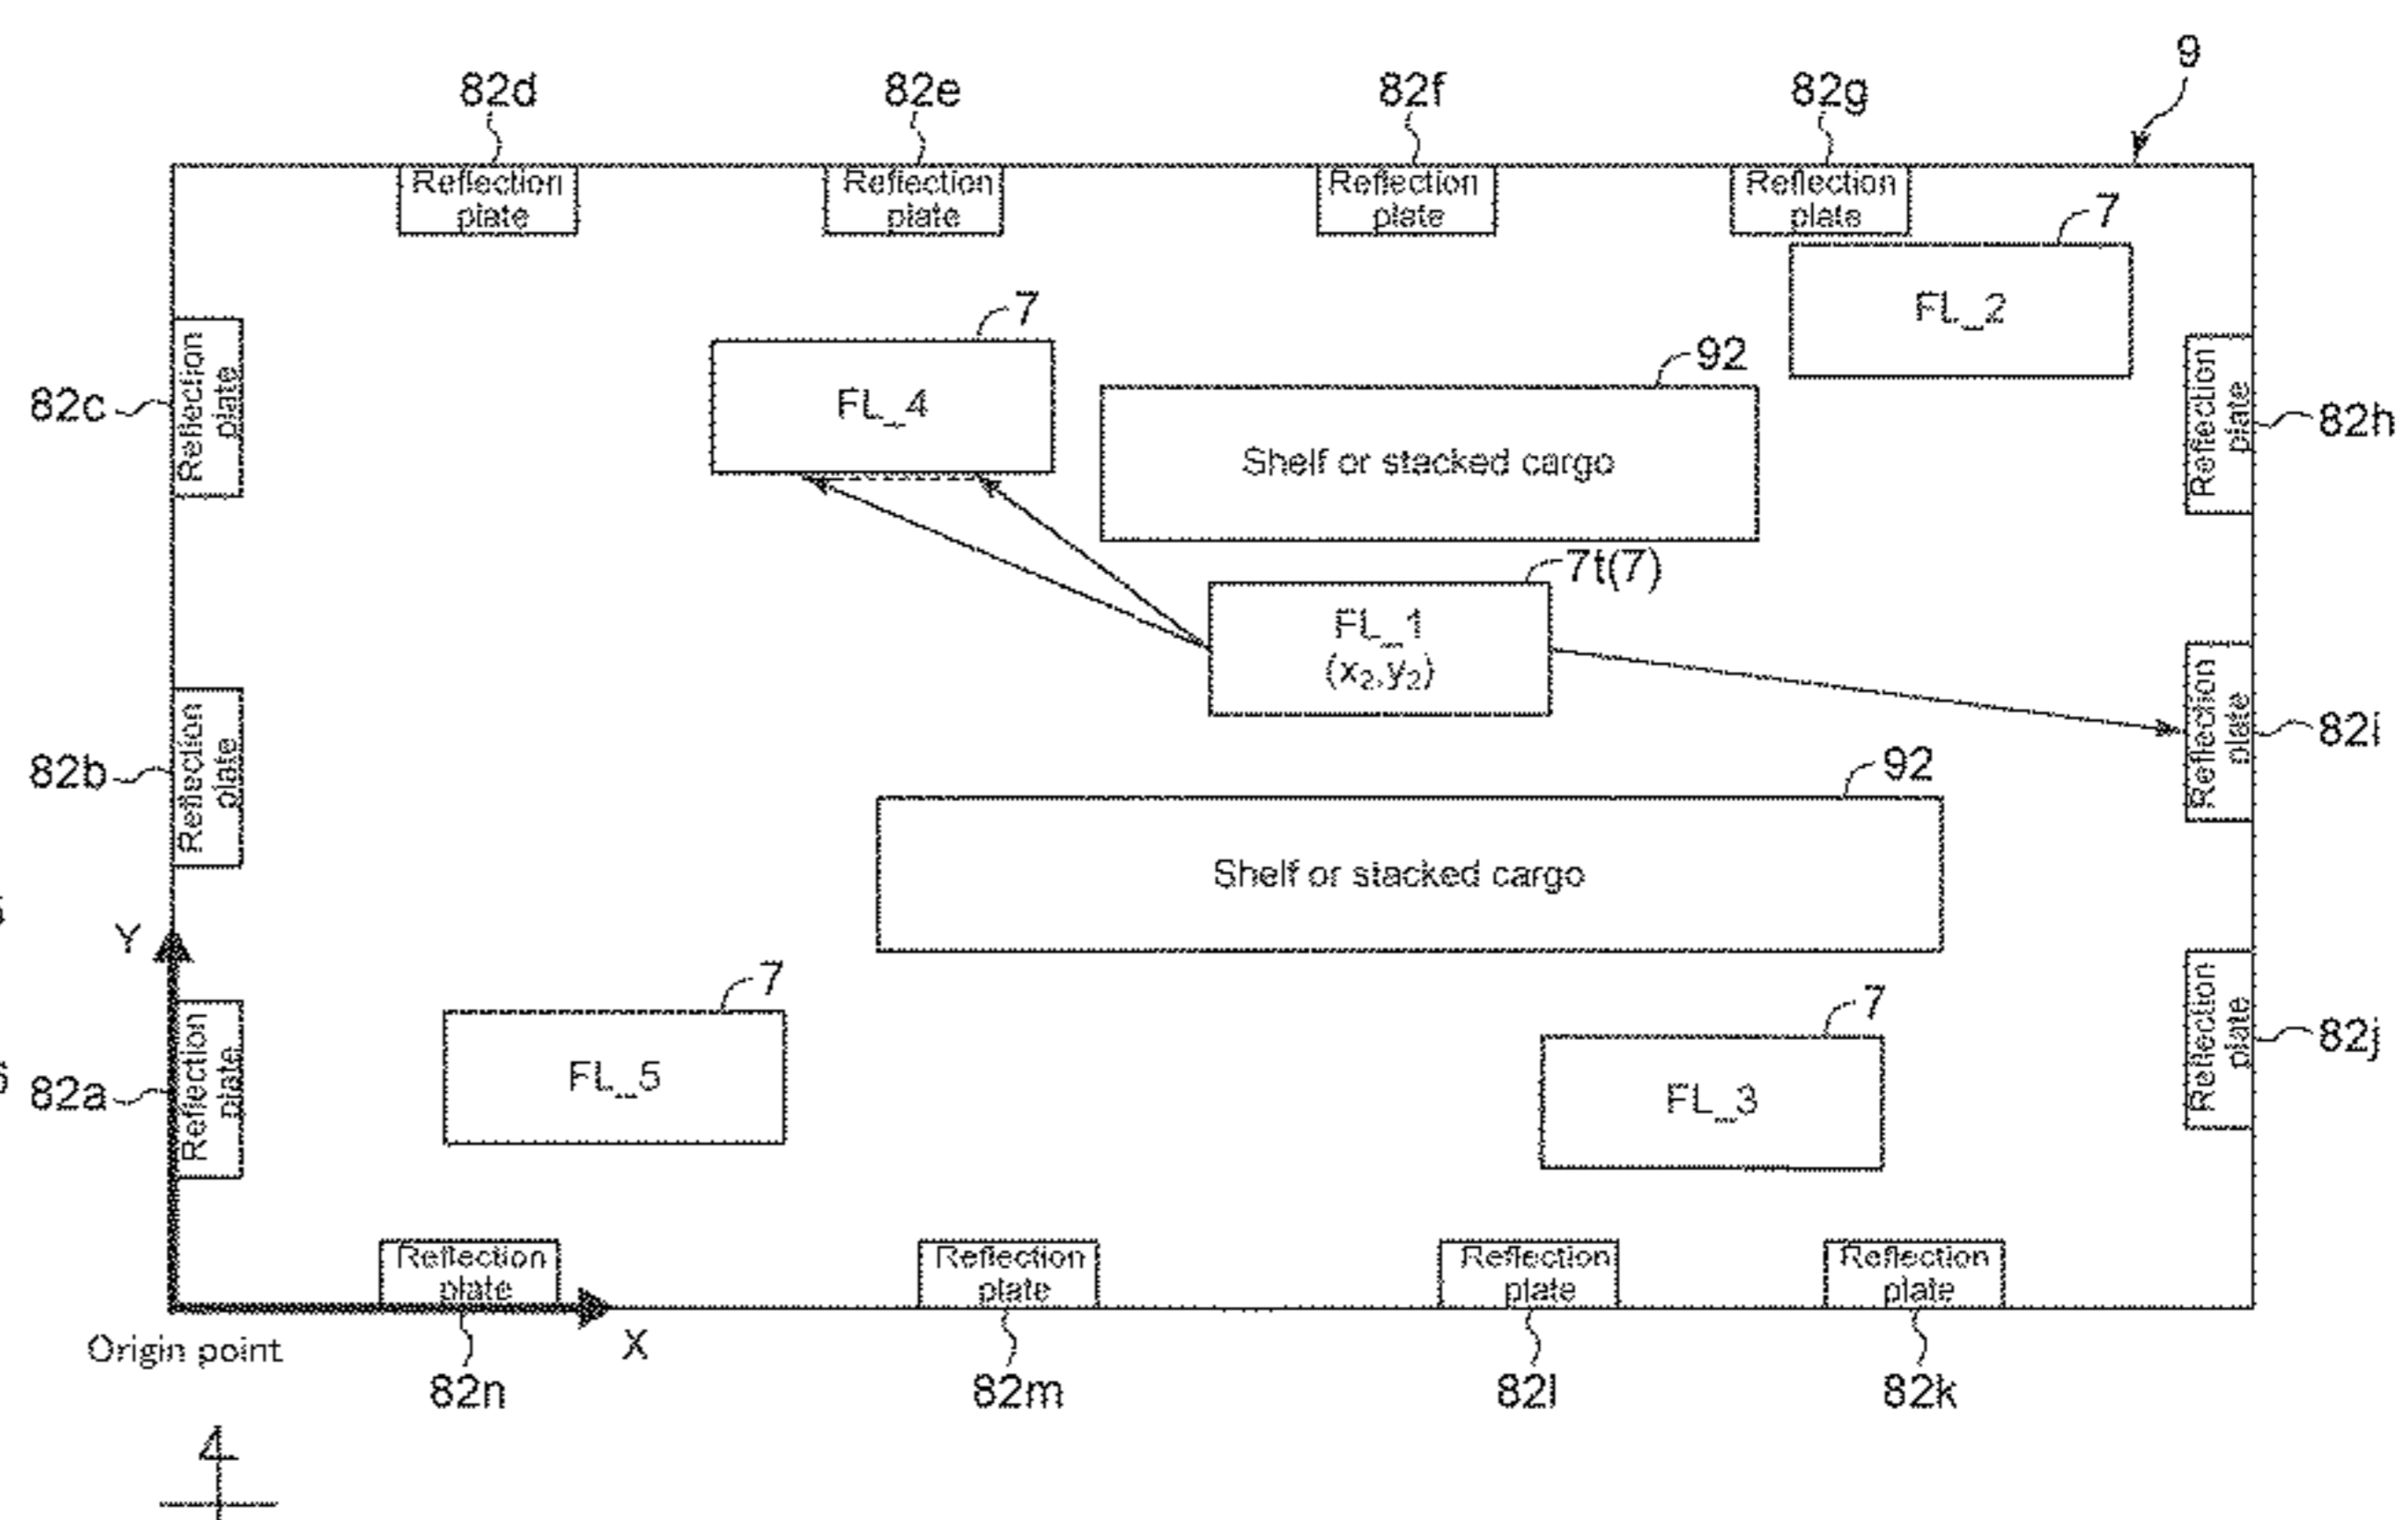 9
82d 82e 82f 82g
Reflection
plate
Reflection
plate
Reflection
plate
Reflection
plate
7
FL_2
7
FL_4
92
Shelf or stacked cargo
82c
Reflection
plate
Reflection
plate
82h
7t(7)
FL_1
(x₂,y₂)
82b
Reflection
plate
Reflection
plate
82i
92
Shelf or stacked cargo
Y
7
FL_5
7
FL_3
82a
Reflection
plate
Reflection
plate
82j
Reflection
plate
Reflection
plate
Reflection
plate
Reflection
plate
Origin point
X
82n 82m 82l 82k